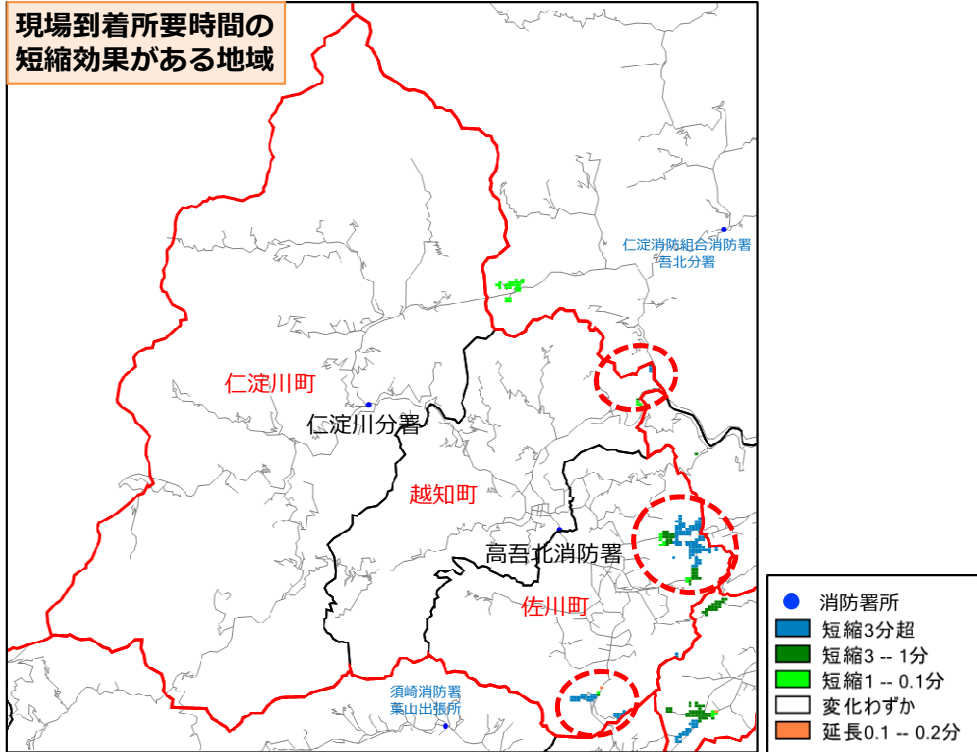 現場到着所要時間の
短縮効果がある地域
仁淀消防組合消防署
吾北分署
仁淀川町
仁淀川分署
越知町
高吾北消防署
佐川町
須崎消防署
葉山出張所
消防署所
短縮3分超
短縮3 -- 1分
短縮1 -- 0.1分
変化わずか
延長0.1 -- 0.2分